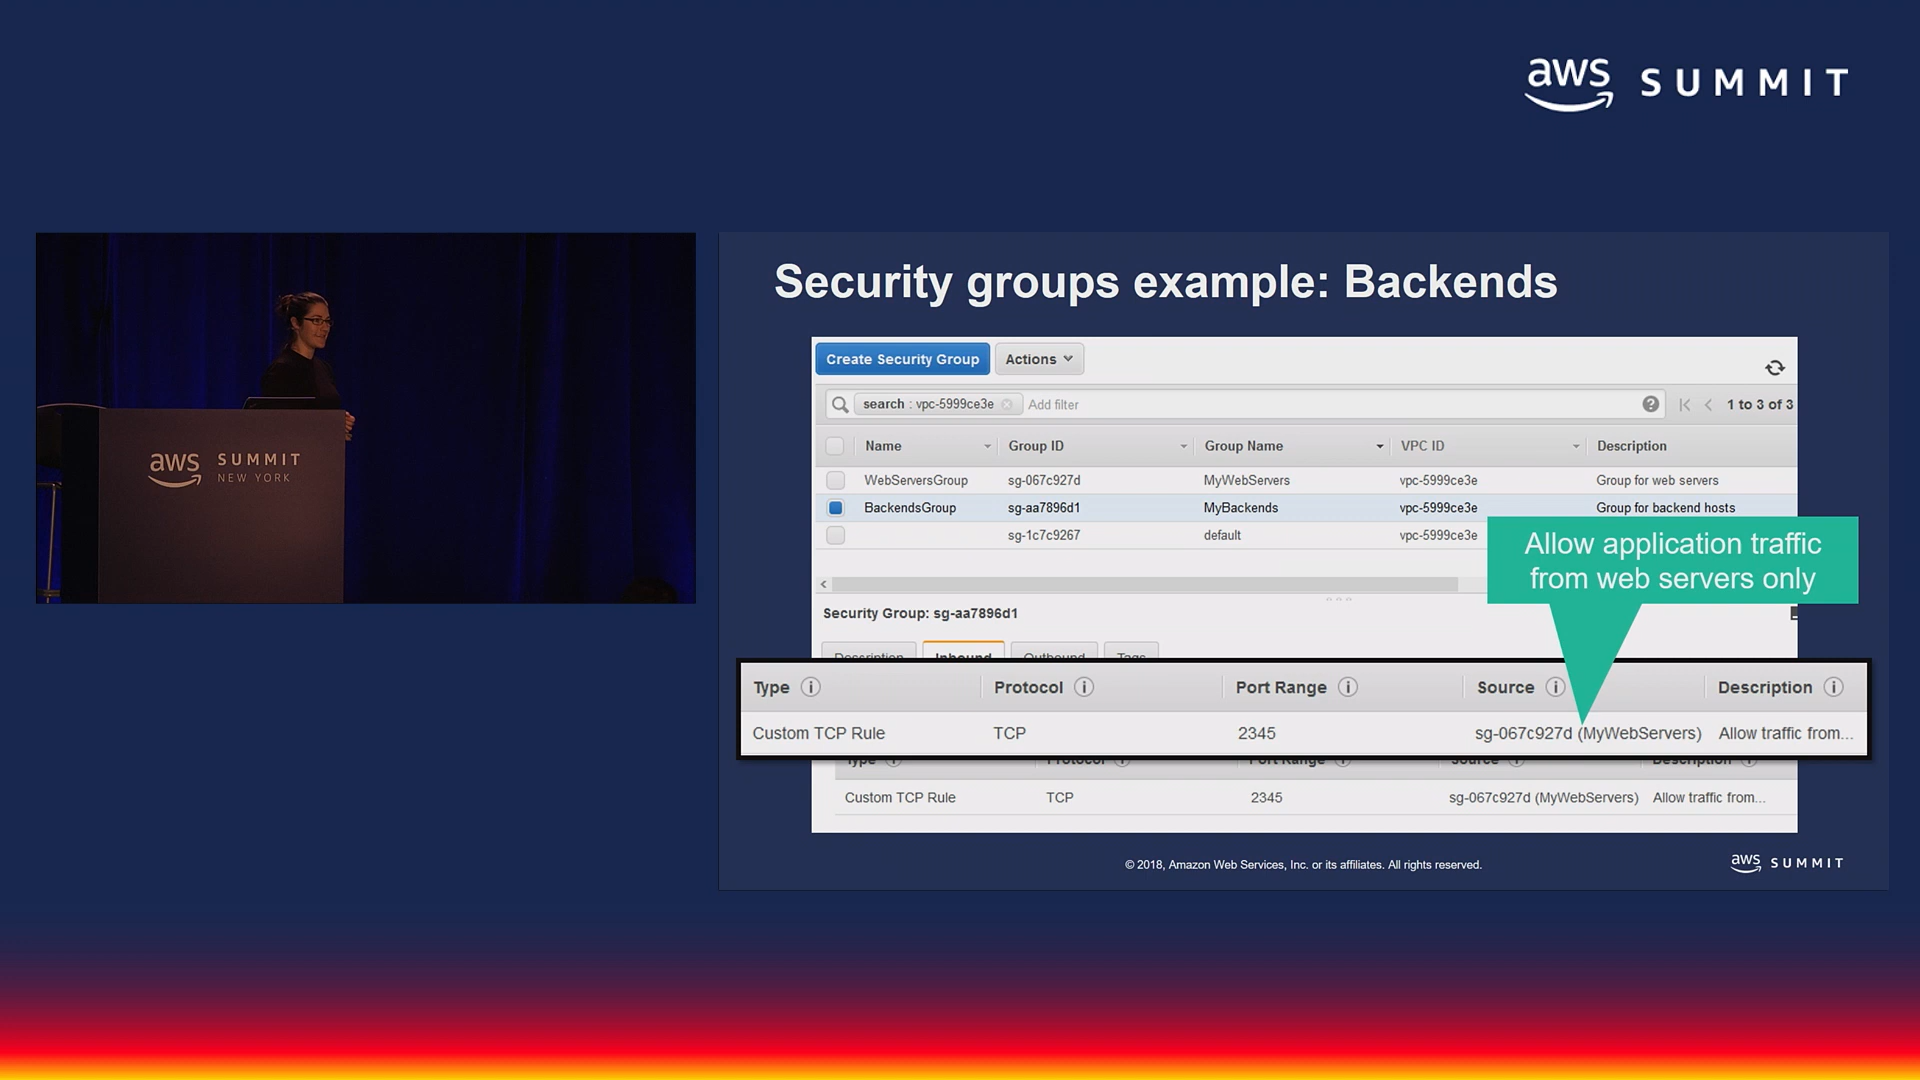 aws SUMMIT
aws SUMMIT
NEW YORK
Security groups example: Backends
Create Security Group Actions
search : vpc-5999ce3e Add filter 1 to 3 of 3
Name Group ID Group Name VPC ID Description
WebServersGroup sg-067c927d MyWebServers vpc-5999ce3e Group for web servers
BackendsGroup sg-aa7896d1 MyBackends vpc-5999ce3e Group for backend hosts
sg-1c7c9267 default vpc-5999ce3e
Allow application traffic
from web servers only
Security Group: sg-aa7896d1
Description Inbound Outbound Tags
Type Protocol Port Range Source Description
Custom TCP Rule TCP 2345 sg-067c927d (MyWebServers) Allow traffic from...
Type Protocol Port Range Source Description
Custom TCP Rule TCP 2345 sg-067c927d (MyWebServers) Allow traffic from...
© 2018, Amazon Web Services, Inc. or its affiliates. All rights reserved.
aws SUMMIT